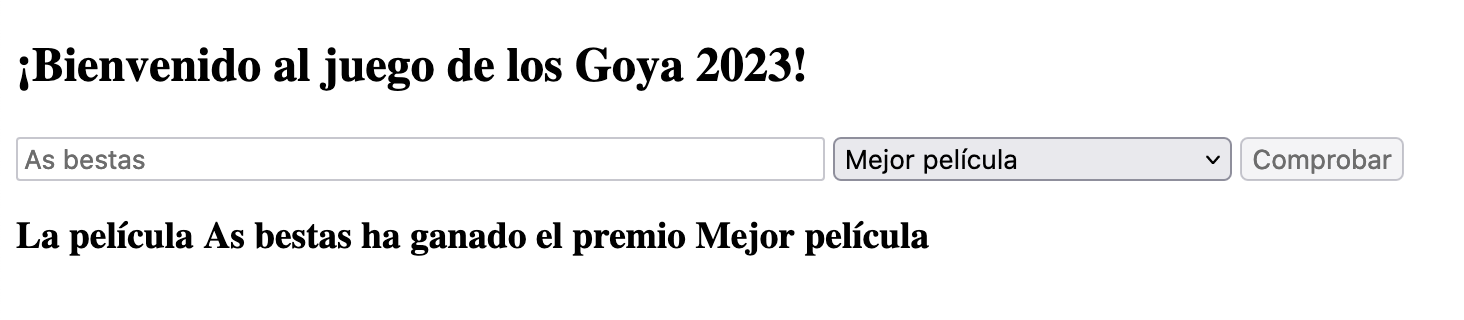 ¡Bienvenido al juego de los Goya 2023!
As bestas Mejor película Comprobar
La película As bestas ha ganado el premio Mejor película